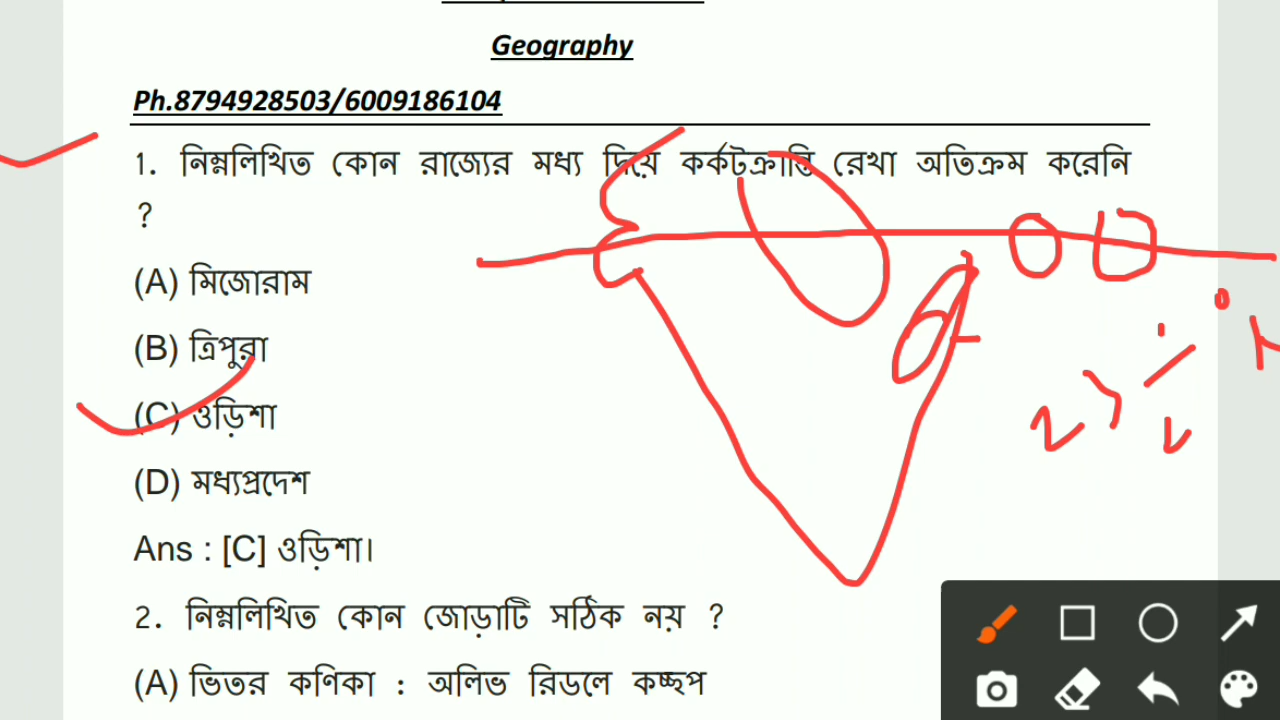 Geography
Ph.8794928503/6009186104
1. নিম্নলিখিত কোন রাজ্যের মধ্য দিয়ে কর্কটক্রান্তি রেখা অতিক্রম করেনি
?
(A) মিজোরাম
(B) ত্রিপুরা
(C) ওড়িশা
(D) মধ্যপ্রদেশ
Ans : [C] ওড়িশা।
2. নিম্নলিখিত কোন জোড়াটি সঠিক নয় ?
(A) ভিতর কণিকা : অলিভ রিডলে কচ্ছপ